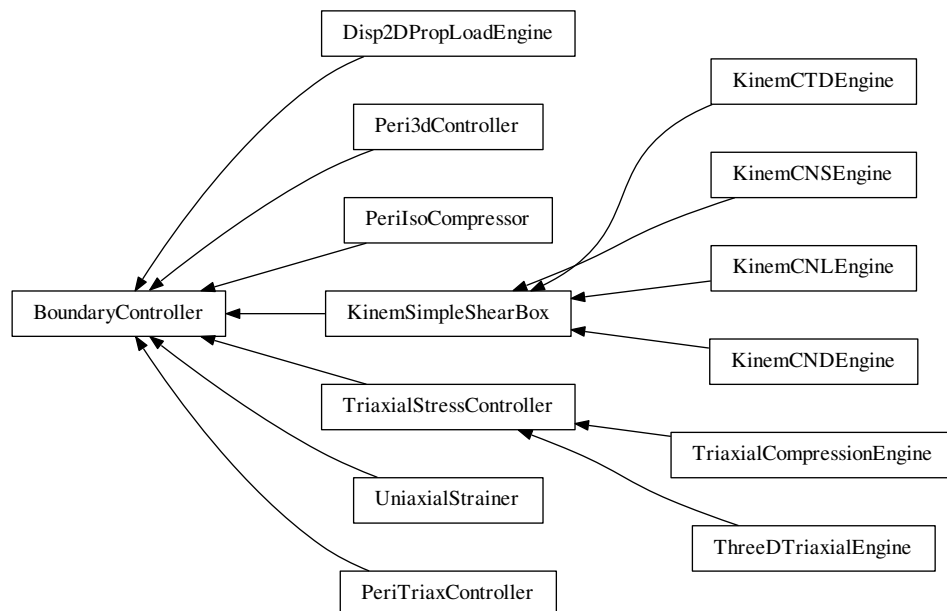 Disp2DPropLoadEngine
KinemCTDEngine
Peri3dController
KinemCNSEngine
PeriIsoCompressor
KinemCNLEngine
BoundaryController
KinemSimpleShearBox
KinemCNDEngine
TriaxialStressController
TriaxialCompressionEngine
UniaxialStrainer
ThreeDTriaxialEngine
PeriTriaxController